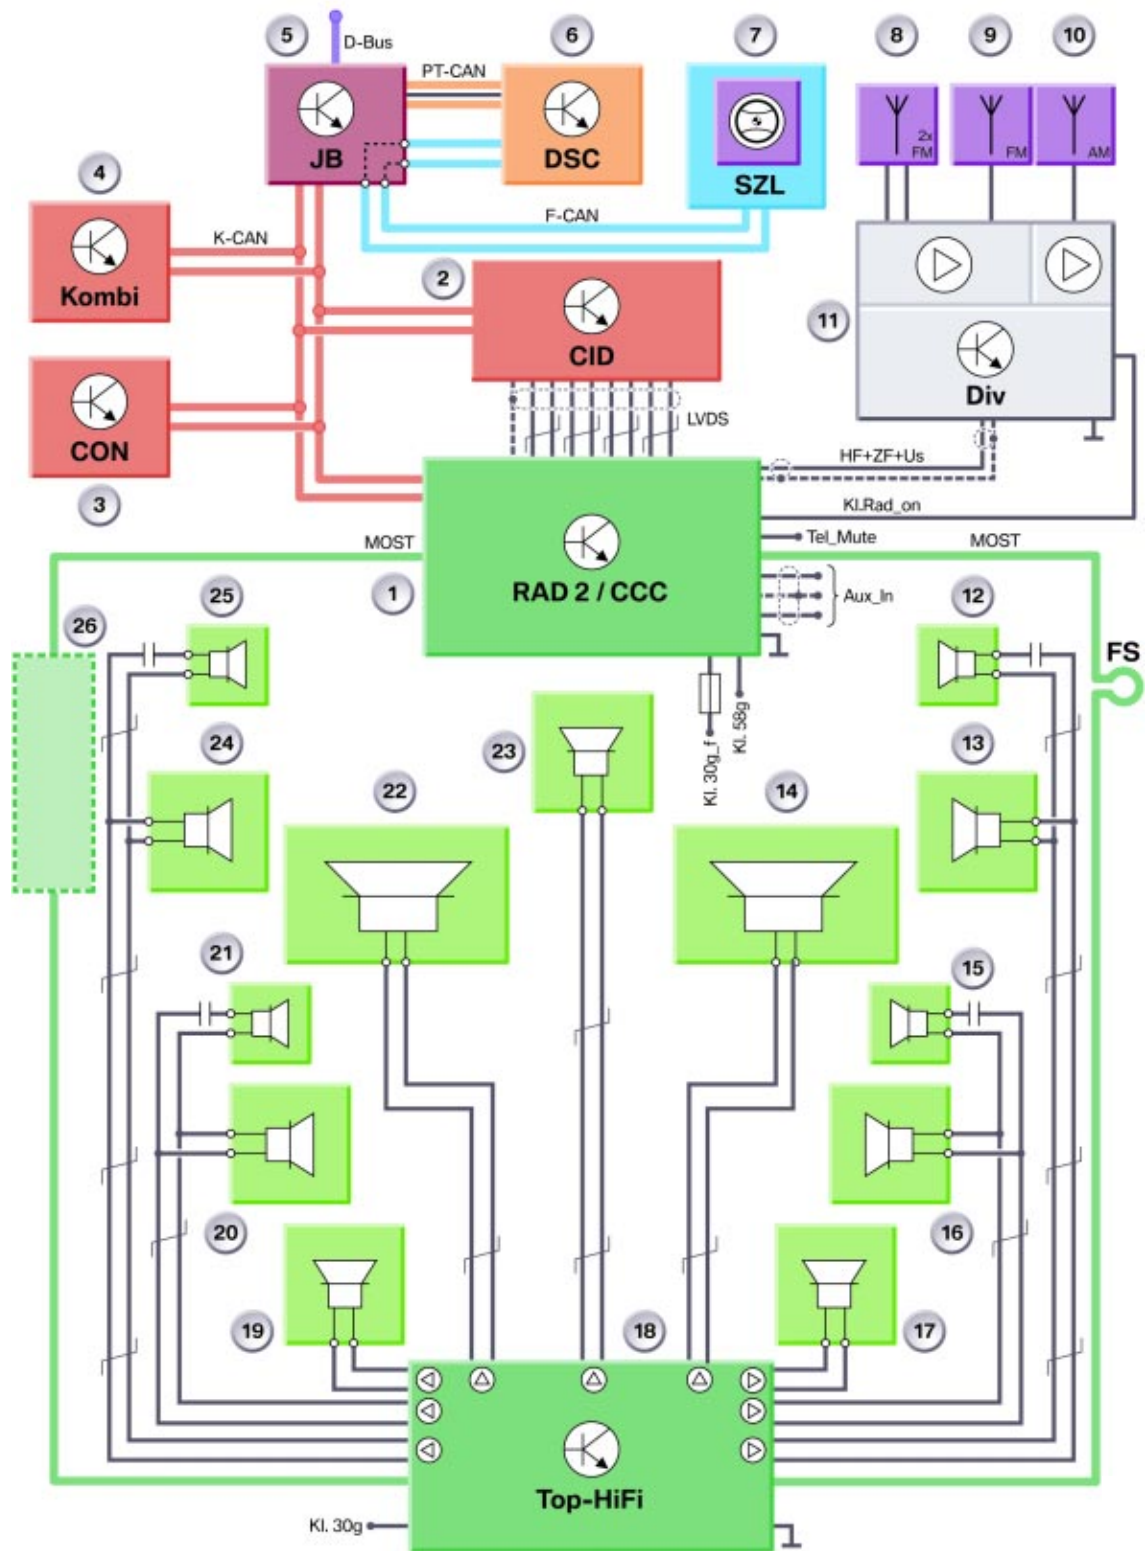 5
6
7
8
9
10
D-Bus
PT-CAN
JB
DSC
SZL
2x
FM
FM
AM
4
F-CAN
K-CAN
Kombi
2
11
CID
Div
CON
LVDS
3
HF+ZF+Us
Kl.Rad_on
Tel_Mute
MOST
MOST
1
RAD 2 / CCC
Aux_In
25
12
26
FS
Kl. 30g_f
Kl. 58g
24
23
13
22
14
21
15
20
16
19
18
17
Top-HiFi
Kl. 30g